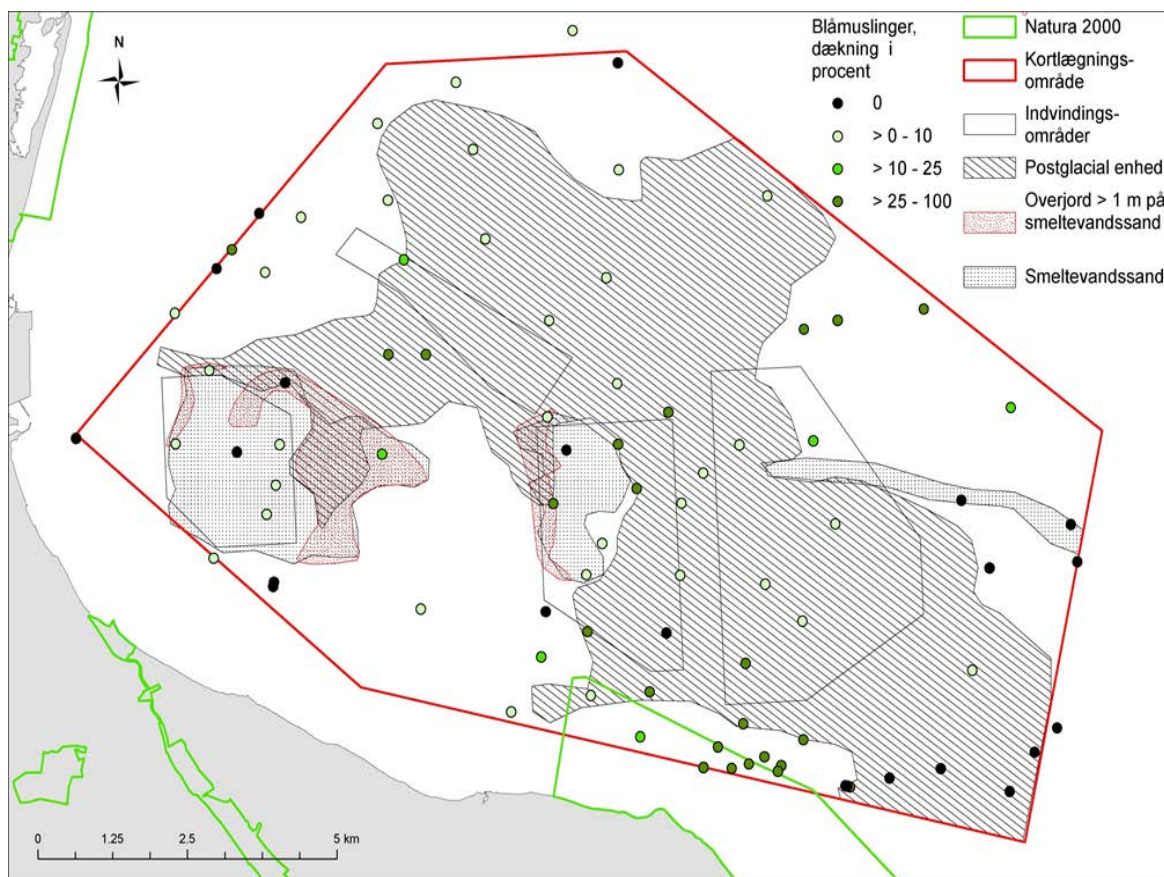 N
Blåmuslinger,
dækning i
procent
0
> 0 - 10
> 10 - 25
> 25 - 100
Natura 2000
Kortlægnings-
område
Indvindings-
områder
Postglacial enhed
Overjord > 1 m på
smeltevandssand
Smeltevandssand
0 1.25 2.5 5 km